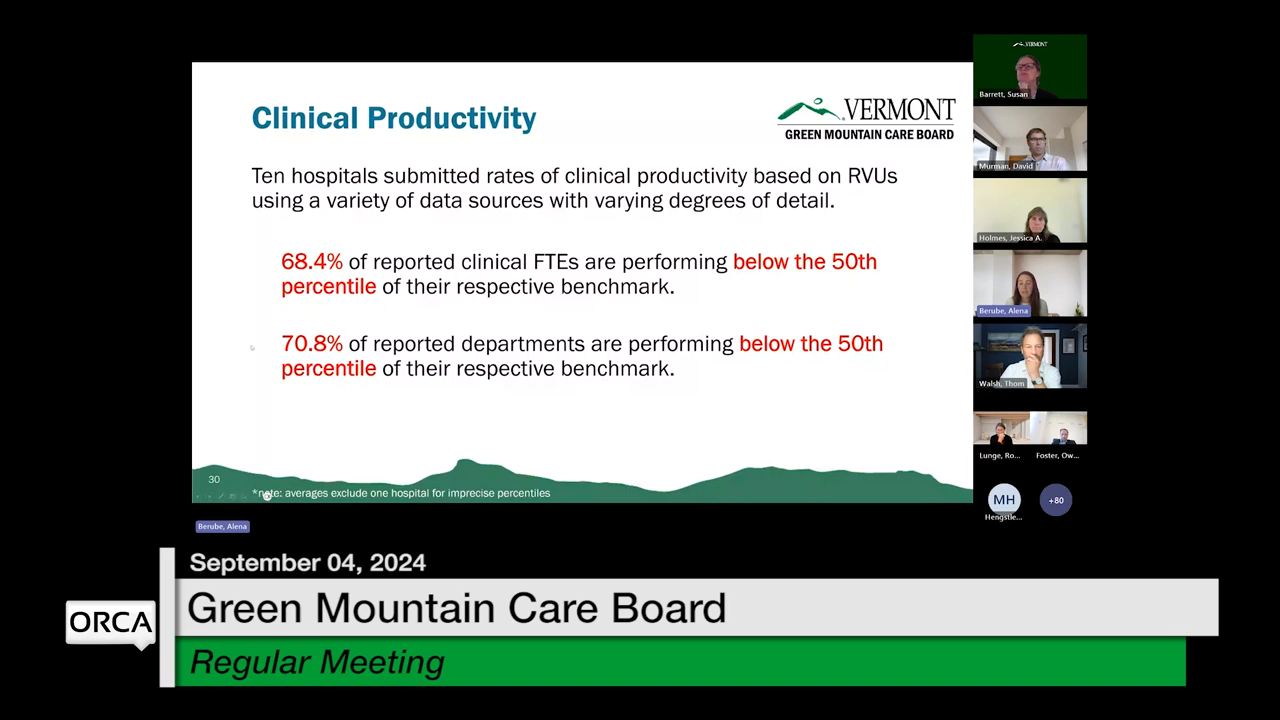 Clinical Productivity
VERMONT
GREEN MOUNTAIN CARE BOARD
Ten hospitals submitted rates of clinical productivity based on RVUs
using a variety of data sources with varying degrees of detail.
68.4% of reported clinical FTEs are performing below the 50th
percentile of their respective benchmark.
70.8% of reported departments are performing below the 50th
percentile of their respective benchmark.
30
*note: averages exclude one hospital for imprecise percentiles
Berube, Alena
VERMONT
Barrett, Susan
Murman, David
Holmes, Jessica A.
Berube, Alena
Walsh, Thom
Lunge, Ro...
Foster, Ow...
MH
+80
Hengstle...
September 04, 2024
ORCA
Green Mountain Care Board
Regular Meeting